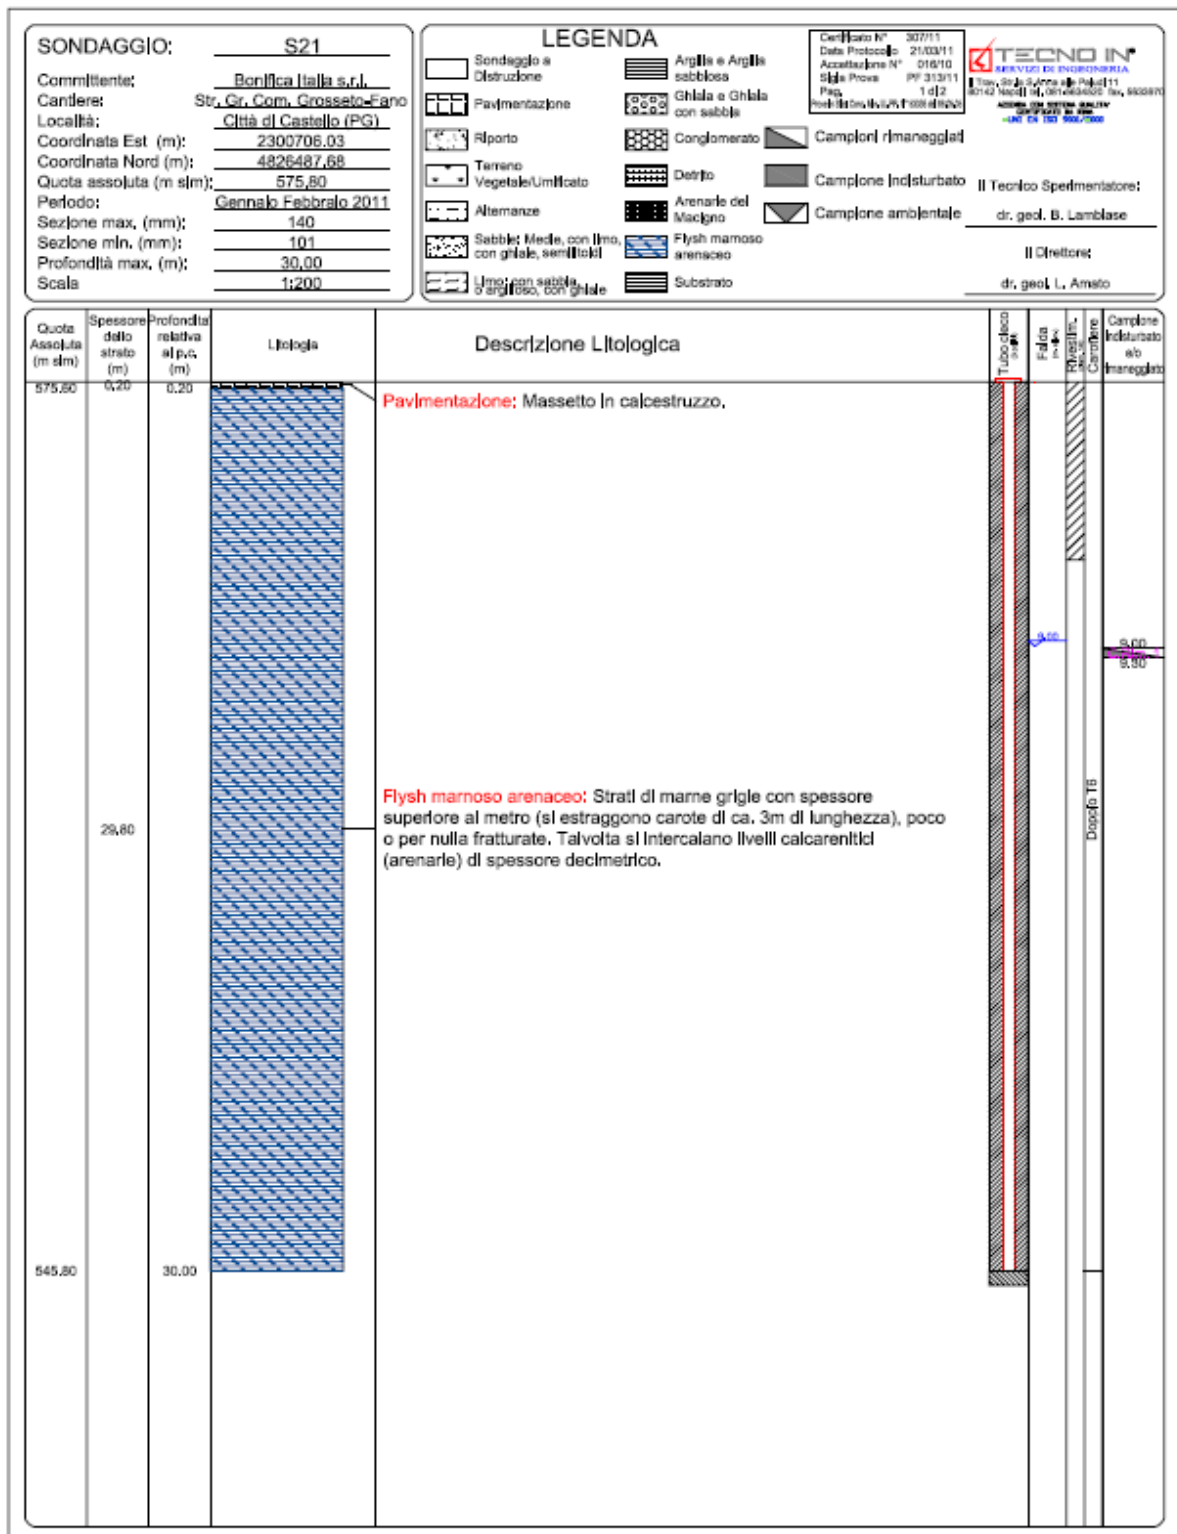 SONDAGGIO: S21
Committente: Bonifica Italia s.r.l.
Cantiere: Str. Gr. Com. Grosseto-Fano
Località: Città di Castello (PG)
Coordinata Est (m): 2300706.03
Coordinata Nord (m): 4826487,68
Quota assoluta (m slm): 575,80
Periodo: Gennaio Febbraio 2011
Sezione max. (mm): 140
Sezione min. (mm): 101
Profondità max. (m): 30,00
Scala 1:200
LEGENDA
Sondaggio a
Distruzione
Pavimentazione
Riporto
Terreno
Vegetale/Umificato
Alternanze
Sabbie: Medie, con limo,
con ghiaie, semilitoidi
Limo: con sabbia,
o argilloso, con ghiaie
Argilla e Argilla
sabbiosa
Ghiaia e Ghiaia
con sabbia
Conglomerato
Detrito
Arenarie del
Macigno
Flysh marnoso
arenaceo
Substrato
Campioni rimaneggiati
Campione indisturbato
Campione ambientale
Certificato N° 307/11
Data Protocollo 21/03/11
Accettazione N° 016/10
Sigla Prova PF 313/11
Pag. 1 di 2
TECNO IN
SERVIZI DI INGEGNERIA
Il Tecnico Sperimentatore:
dr. geol. B. Lambiase
Il Direttore:
dr. geol. L. Amato
Quota
Assoluta
(m slm)
Spessore
dello
strato
(m)
Profondita'
relativa
al p.c.
(m)
Litologia
Descrizione Litologica
Tubo cieco
Falda
Rivestim.
Carotiere
Campione
indisturbato
e/o
rimaneggiato
575.60 0,20 0.20
Pavimentazione: Massetto in calcestruzzo.
9.00
9.00
9.30
Flysh marnoso arenaceo: Strati di marne grigie con spessore
superiore al metro (si estraggono carote di ca. 3m di lunghezza), poco
o per nulla fratturate. Talvolta si intercalano livelli calcarenitici
(arenarie) di spessore decimetrico.
29.80
Doppio T6
545.80 30.00